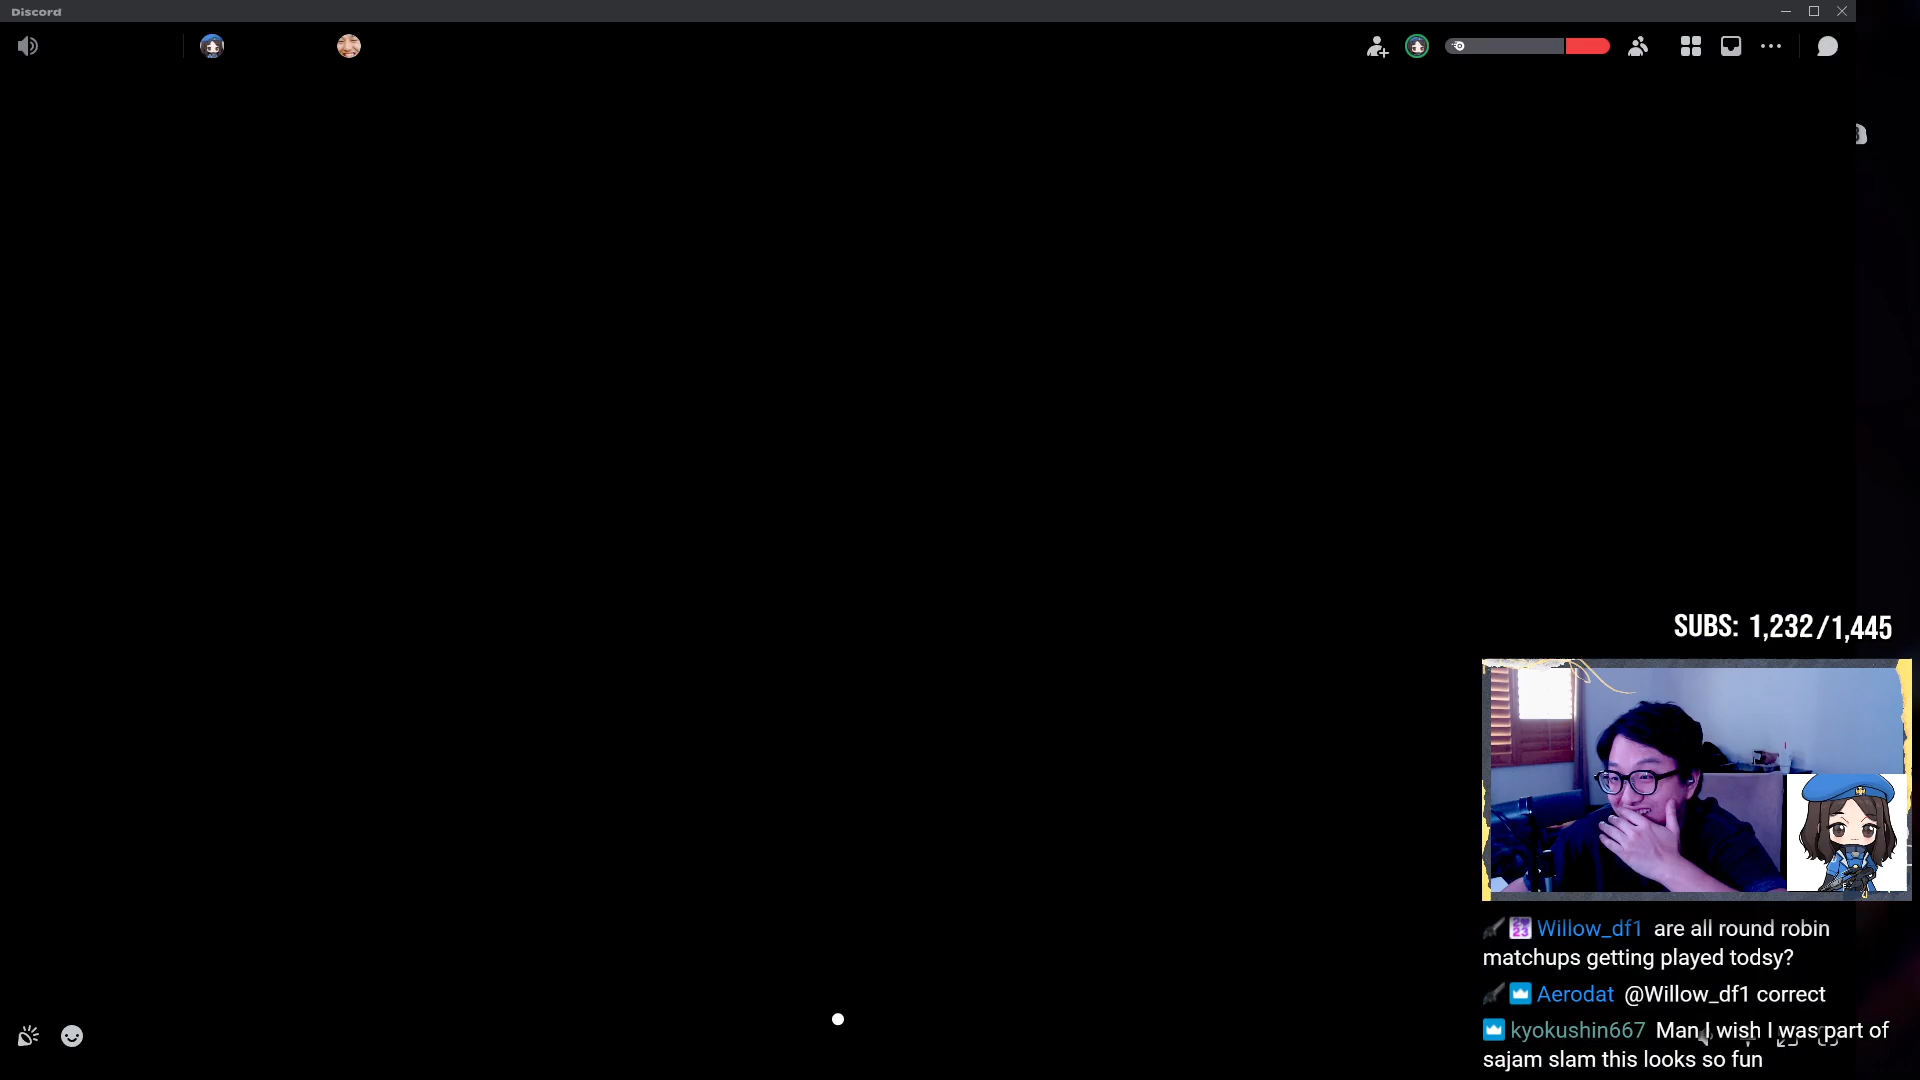 Discord
SUBS: 1,232/1,445
Willow_df1 are all round robin
matchups getting played todsy?
Aerodat @Willow_df1 correct
kyokushin667 Man I wish I was part of
sajam slam this looks so fun